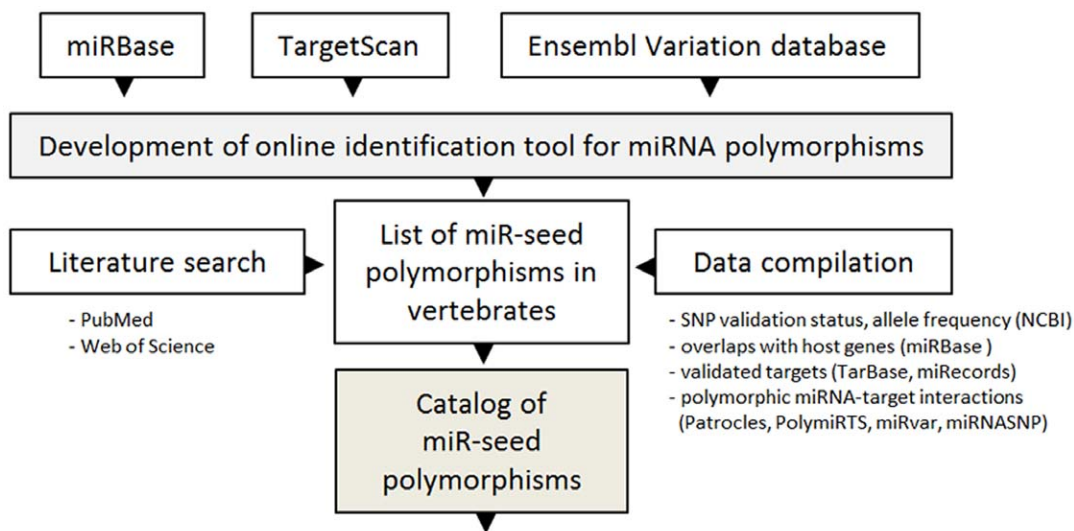 miRBase
TargetScan
Ensembl Variation database
Development of online identification tool for miRNA polymorphisms
Literature search
- PubMed
- Web of Science
List of miR-seed
polymorphisms in
vertebrates
Data compilation
- SNP validation status, allele frequency (NCBI)
- overlaps with host genes (miRBase )
- validated targets (TarBase, miRecords)
- polymorphic miRNA-target interactions
(Patrocles, PolymiRTS, miRvar, miRNASNP)
Catalog of
miR-seed
polymorphisms